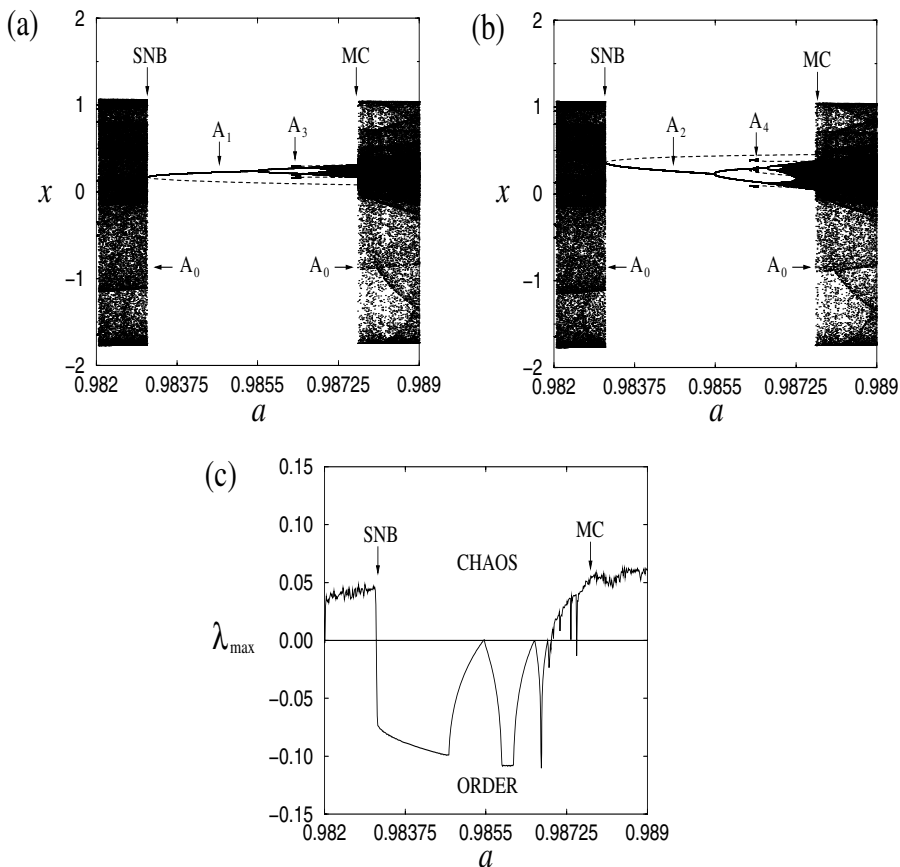 (a)
2
1
0
−1
−2
x
SNB
MC
A1
A3
A0
A0
0.982
0.98375
0.9855
0.98725
0.989
a
(b)
2
1
0
−1
−2
x
SNB
MC
A2
A4
A0
A0
0.982
0.98375
0.9855
0.98725
0.989
a
(c)
0.15
0.10
0.05
0.00
−0.05
−0.10
−0.15
λmax
SNB
MC
CHAOS
ORDER
0.982
0.98375
0.9855
0.98725
0.989
a